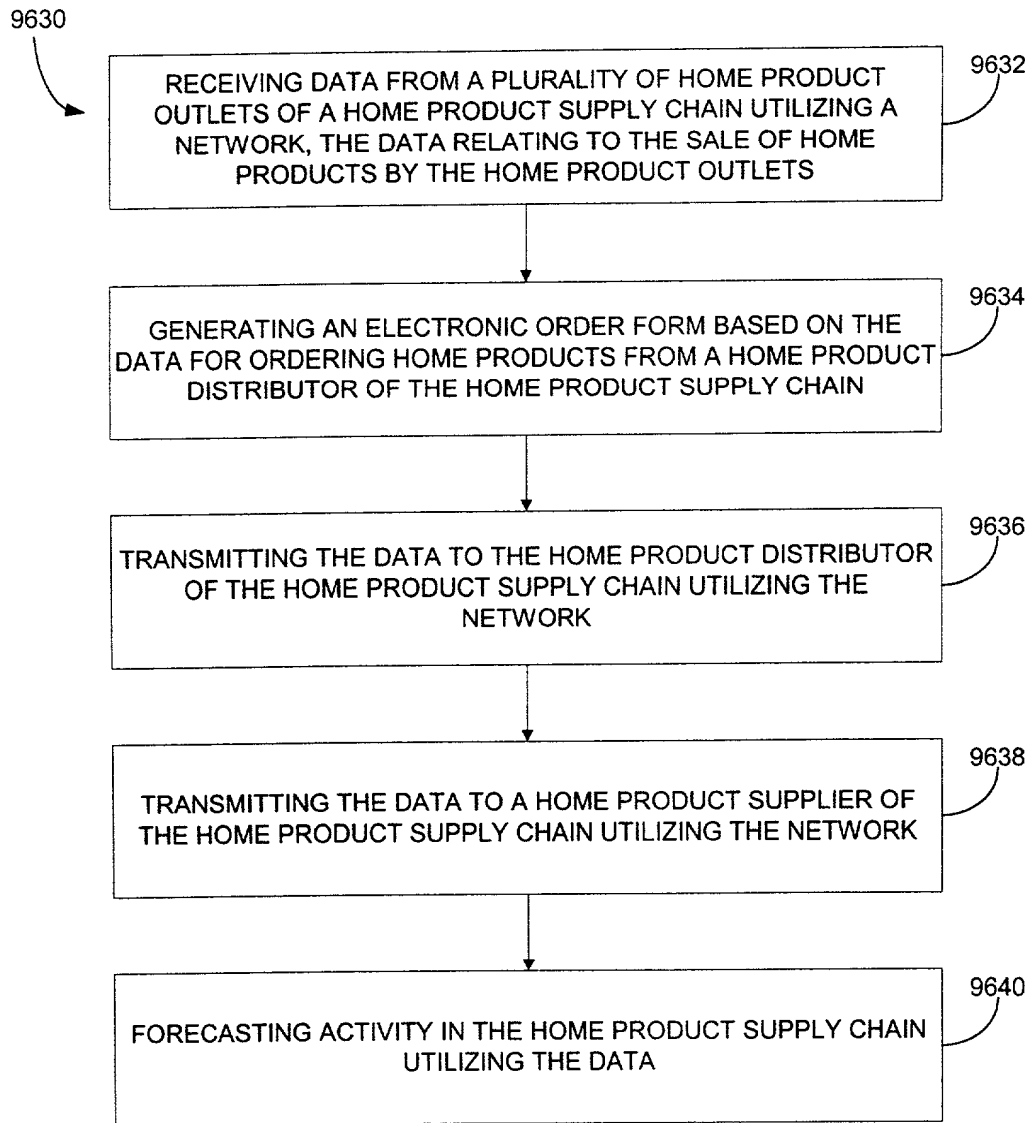 9630
RECEIVING DATA FROM A PLURALITY OF HOME PRODUCT
OUTLETS OF A HOME PRODUCT SUPPLY CHAIN UTILIZING A
NETWORK, THE DATA RELATING TO THE SALE OF HOME
PRODUCTS BY THE HOME PRODUCT OUTLETS
9632
GENERATING AN ELECTRONIC ORDER FORM BASED ON THE
DATA FOR ORDERING HOME PRODUCTS FROM A HOME PRODUCT
DISTRIBUTOR OF THE HOME PRODUCT SUPPLY CHAIN
9634
TRANSMITTING THE DATA TO THE HOME PRODUCT DISTRIBUTOR
OF THE HOME PRODUCT SUPPLY CHAIN UTILIZING THE
NETWORK
9636
TRANSMITTING THE DATA TO A HOME PRODUCT SUPPLIER OF
THE HOME PRODUCT SUPPLY CHAIN UTILIZING THE NETWORK
9638
FORECASTING ACTIVITY IN THE HOME PRODUCT SUPPLY CHAIN
UTILIZING THE DATA
9640